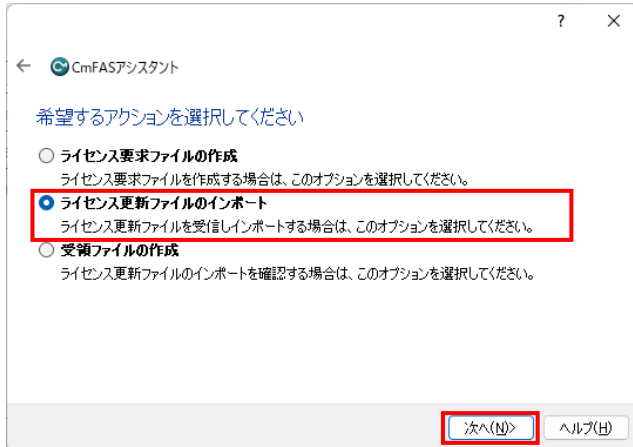 ?
CmFASアシスタント
希望するアクションを選択してください
ライセンス要求ファイルの作成
ライセンス要求ファイルを作成する場合は、このオプションを選択してください。
ライセンス更新ファイルのインポート
ライセンス更新ファイルを受信しインポートする場合は、このオプションを選択してください。
受領ファイルの作成
ライセンス更新ファイルのインポートを確認する場合は、このオプションを選択してください。
次へ(N)> ヘルプ(H)